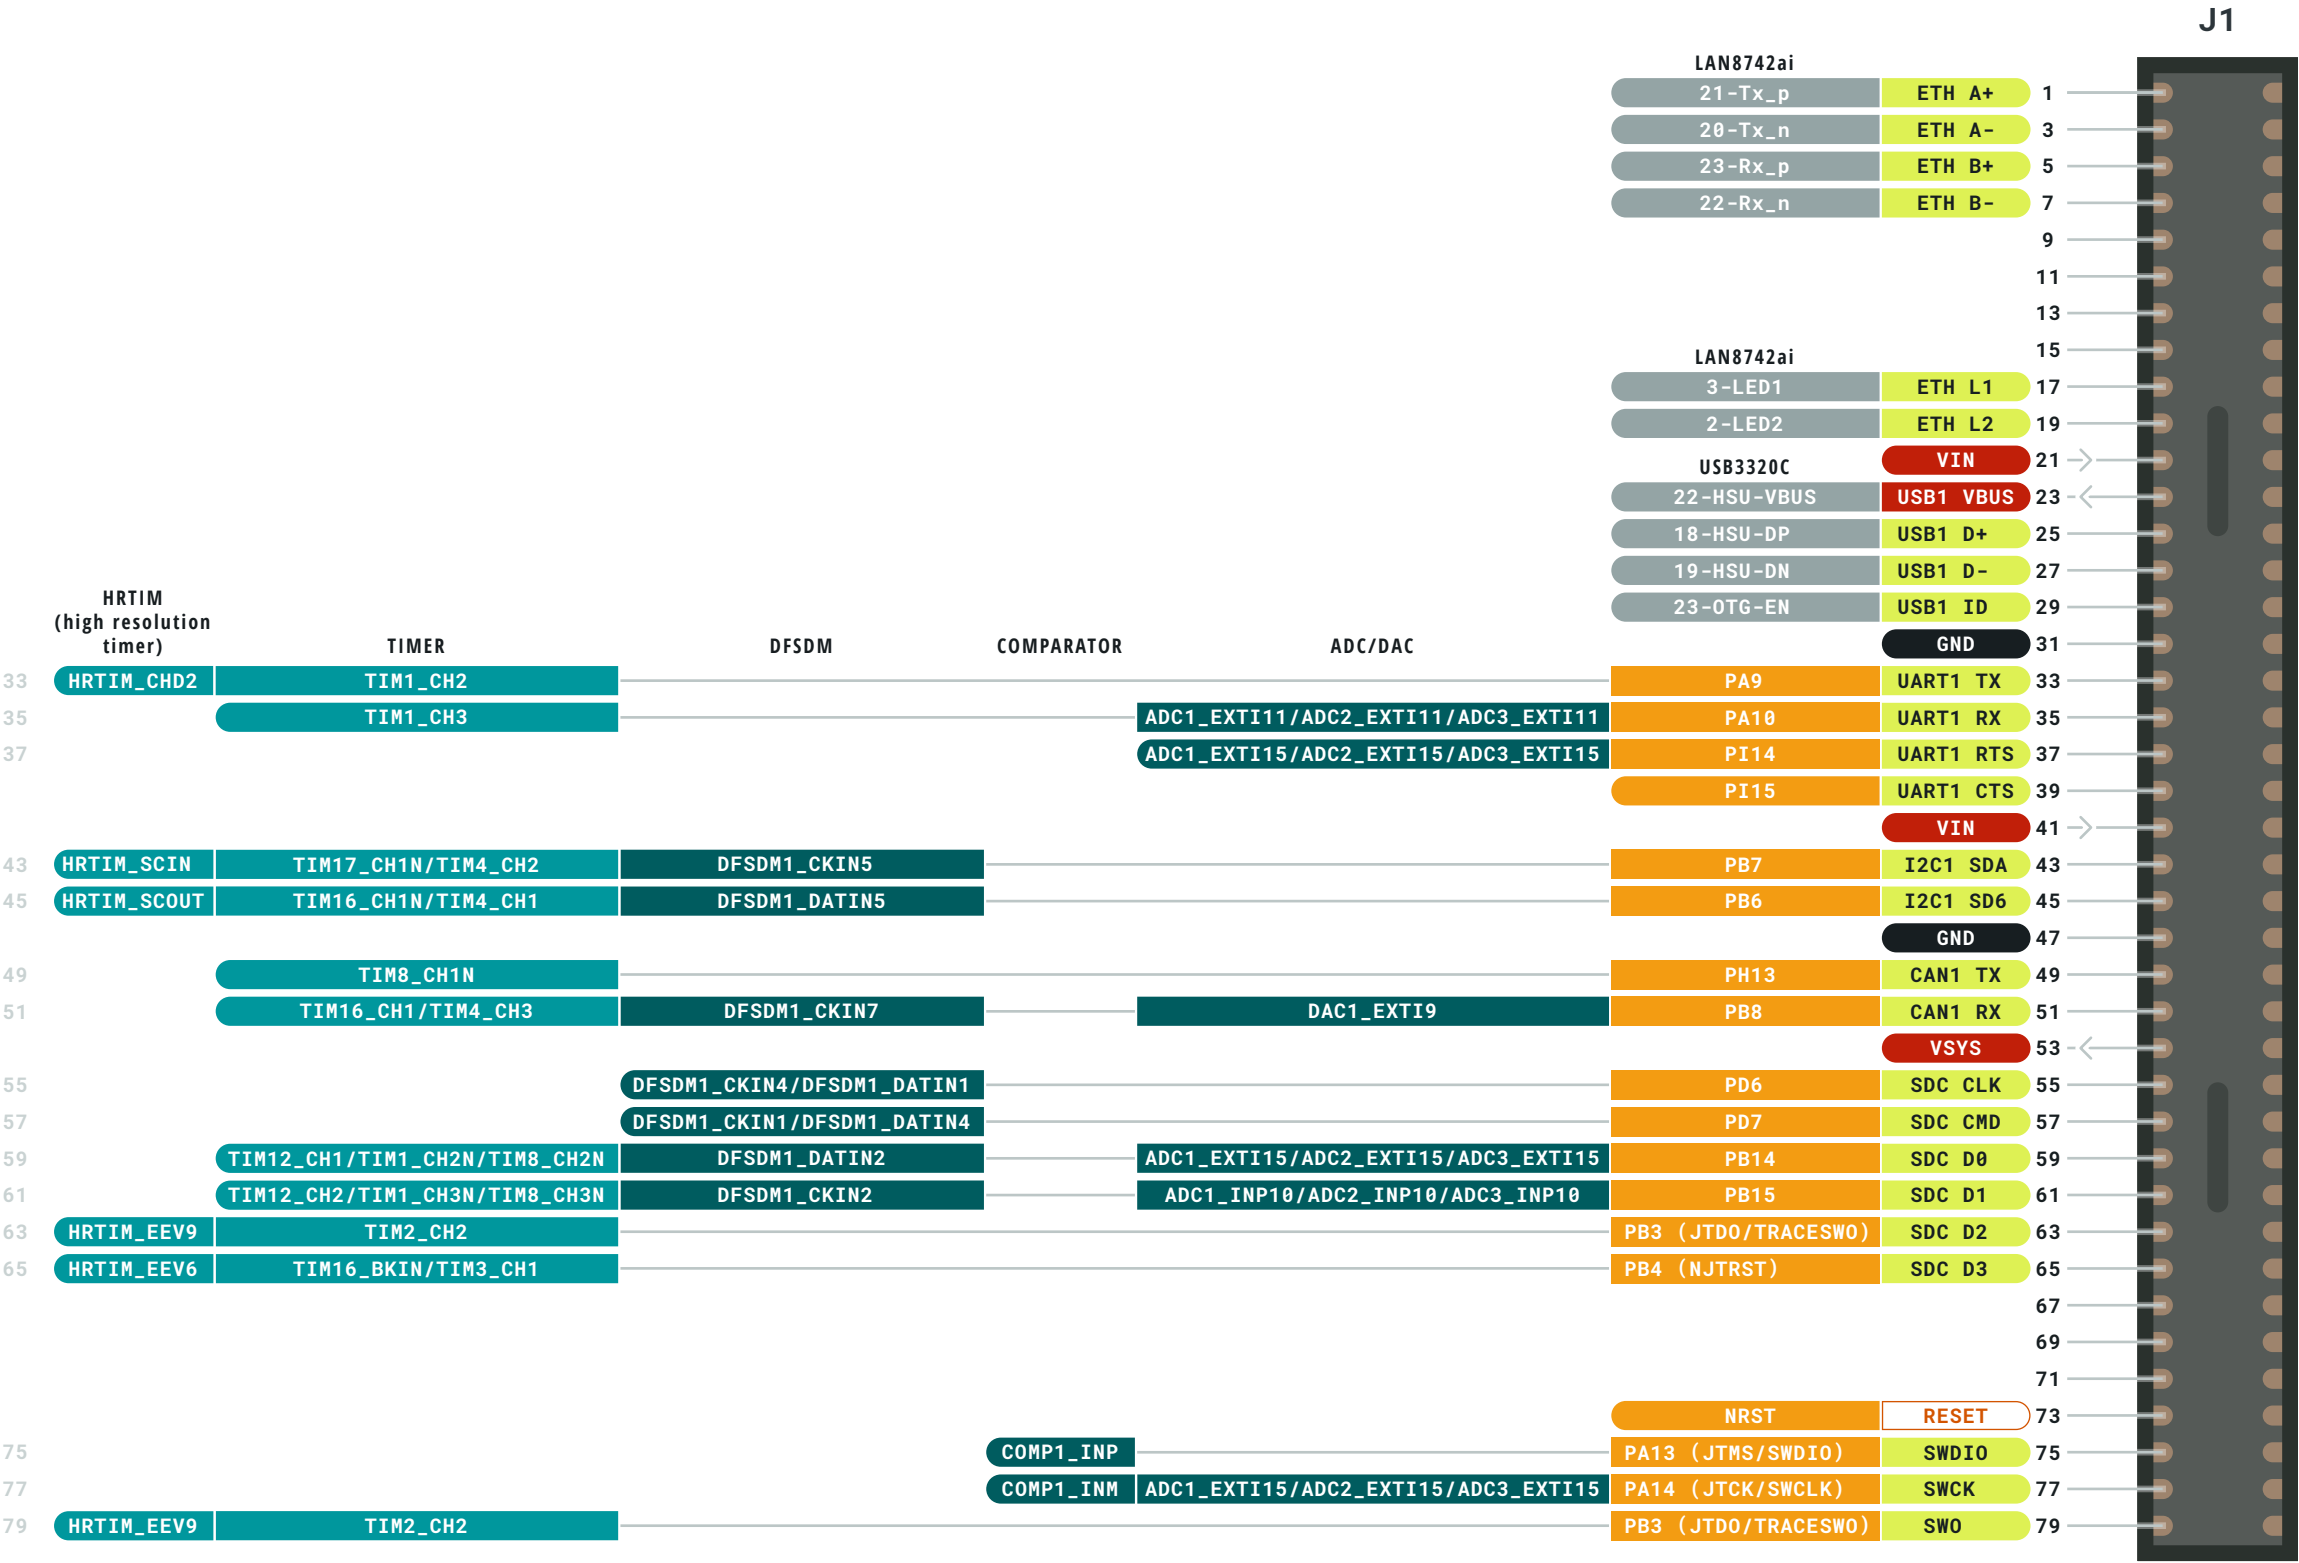 J1
LAN8742ai
21-Tx_p ETH A+ 1
20-Tx_n ETH A- 3
23-Rx_p ETH B+ 5
22-Rx_n ETH B- 7
9
11
13
15
LAN8742ai
3-LED1 ETH L1 17
2-LED2 ETH L2 19
VIN 21
USB3320C
22-HSU-VBUS USB1 VBUS 23
18-HSU-DP USB1 D+ 25
19-HSU-DN USB1 D- 27
23-OTG-EN USB1 ID 29
HRTIM
(high resolution
timer) TIMER DFSDM COMPARATOR ADC/DAC GND 31
33 HRTIM_CHD2 TIM1_CH2 PA9 UART1 TX 33
35 TIM1_CH3 ADC1_EXTI11/ADC2_EXTI11/ADC3_EXTI11 PA10 UART1 RX 35
37 ADC1_EXTI15/ADC2_EXTI15/ADC3_EXTI15 PI14 UART1 RTS 37
PI15 UART1 CTS 39
VIN 41
43 HRTIM_SCIN TIM17_CH1N/TIM4_CH2 DFSDM1_CKIN5 PB7 I2C1 SDA 43
45 HRTIM_SCOUT TIM16_CH1N/TIM4_CH1 DFSDM1_DATIN5 PB6 I2C1 SD6 45
GND 47
49 TIM8_CH1N PH13 CAN1 TX 49
51 TIM16_CH1/TIM4_CH3 DFSDM1_CKIN7 DAC1_EXTI9 PB8 CAN1 RX 51
VSYS 53
55 DFSDM1_CKIN4/DFSDM1_DATIN1 PD6 SDC CLK 55
57 DFSDM1_CKIN1/DFSDM1_DATIN4 PD7 SDC CMD 57
59 TIM12_CH1/TIM1_CH2N/TIM8_CH2N DFSDM1_DATIN2 ADC1_EXTI15/ADC2_EXTI15/ADC3_EXTI15 PB14 SDC D0 59
61 TIM12_CH2/TIM1_CH3N/TIM8_CH3N DFSDM1_CKIN2 ADC1_INP10/ADC2_INP10/ADC3_INP10 PB15 SDC D1 61
63 HRTIM_EEV9 TIM2_CH2 PB3 (JTDO/TRACESWO) SDC D2 63
65 HRTIM_EEV6 TIM16_BKIN/TIM3_CH1 PB4 (NJTRST) SDC D3 65
67
69
71
NRST RESET 73
75 COMP1_INP PA13 (JTMS/SWDIO) SWDIO 75
77 COMP1_INM ADC1_EXTI15/ADC2_EXTI15/ADC3_EXTI15 PA14 (JTCK/SWCLK) SWCK 77
79 HRTIM_EEV9 TIM2_CH2 PB3 (JTDO/TRACESWO) SWO 79